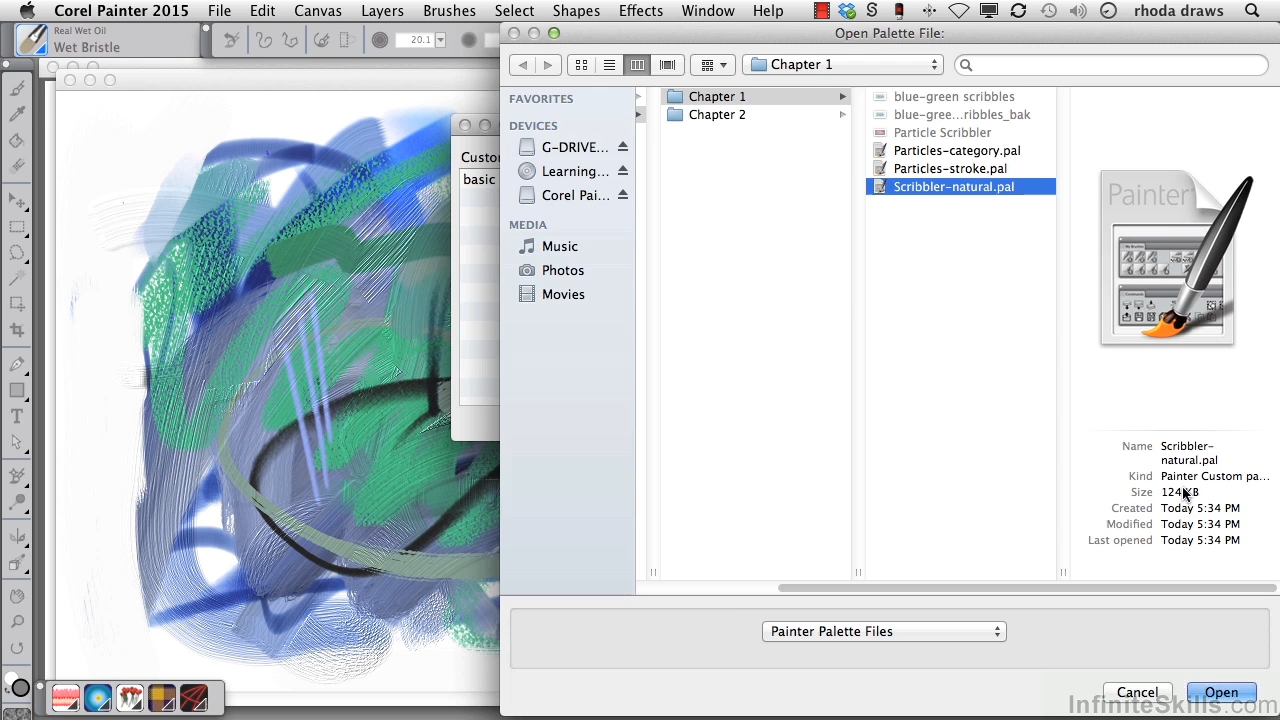 Corel Painter 2015 File Edit Canvas Layers Brushes Select Shapes Effects Window Help rhoda draws
Real Wet Oil
Wet Bristle
20.1
Open Palette File:
Chapter 1
FAVORITES
DEVICES
G-DRIVE...
Learning...
Corel Pai...
MEDIA
Music
Photos
Movies
Custo
basic
Chapter 1
Chapter 2
blue-green scribbles
blue-gree...ribbles_bak
Particle Scribbler
Particles-category.pal
Particles-stroke.pal
Scribbler-natural.pal
Painter
Name Scribbler-
natural.pal
Kind Painter Custom pa...
Size 124 KB
Created Today 5:34 PM
Modified Today 5:34 PM
Last opened Today 5:34 PM
Painter Palette Files
Cancel Open
InfiniteSkills.com